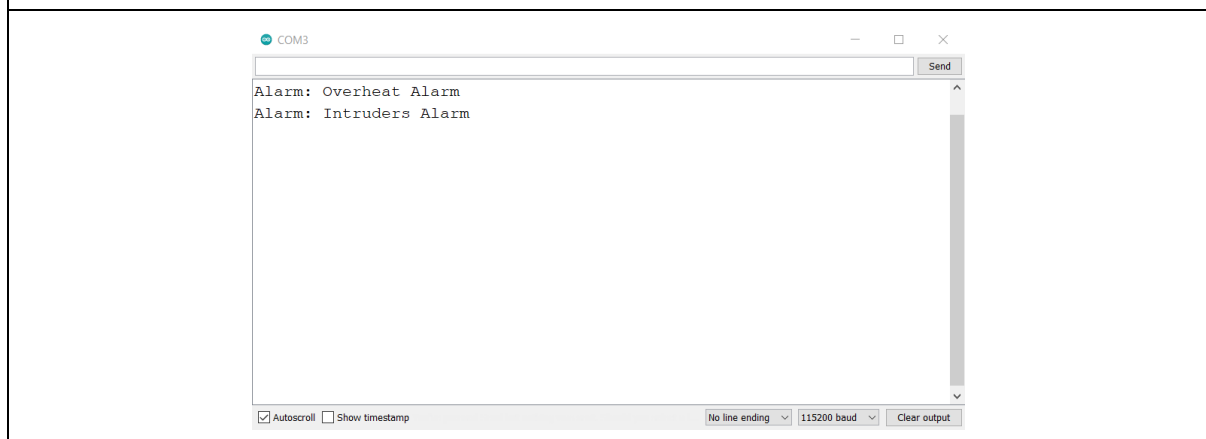 COM3
Send
Alarm: Overheat Alarm
Alarm: Intruders Alarm
Autoscroll Show timestamp No line ending 115200 baud Clear output